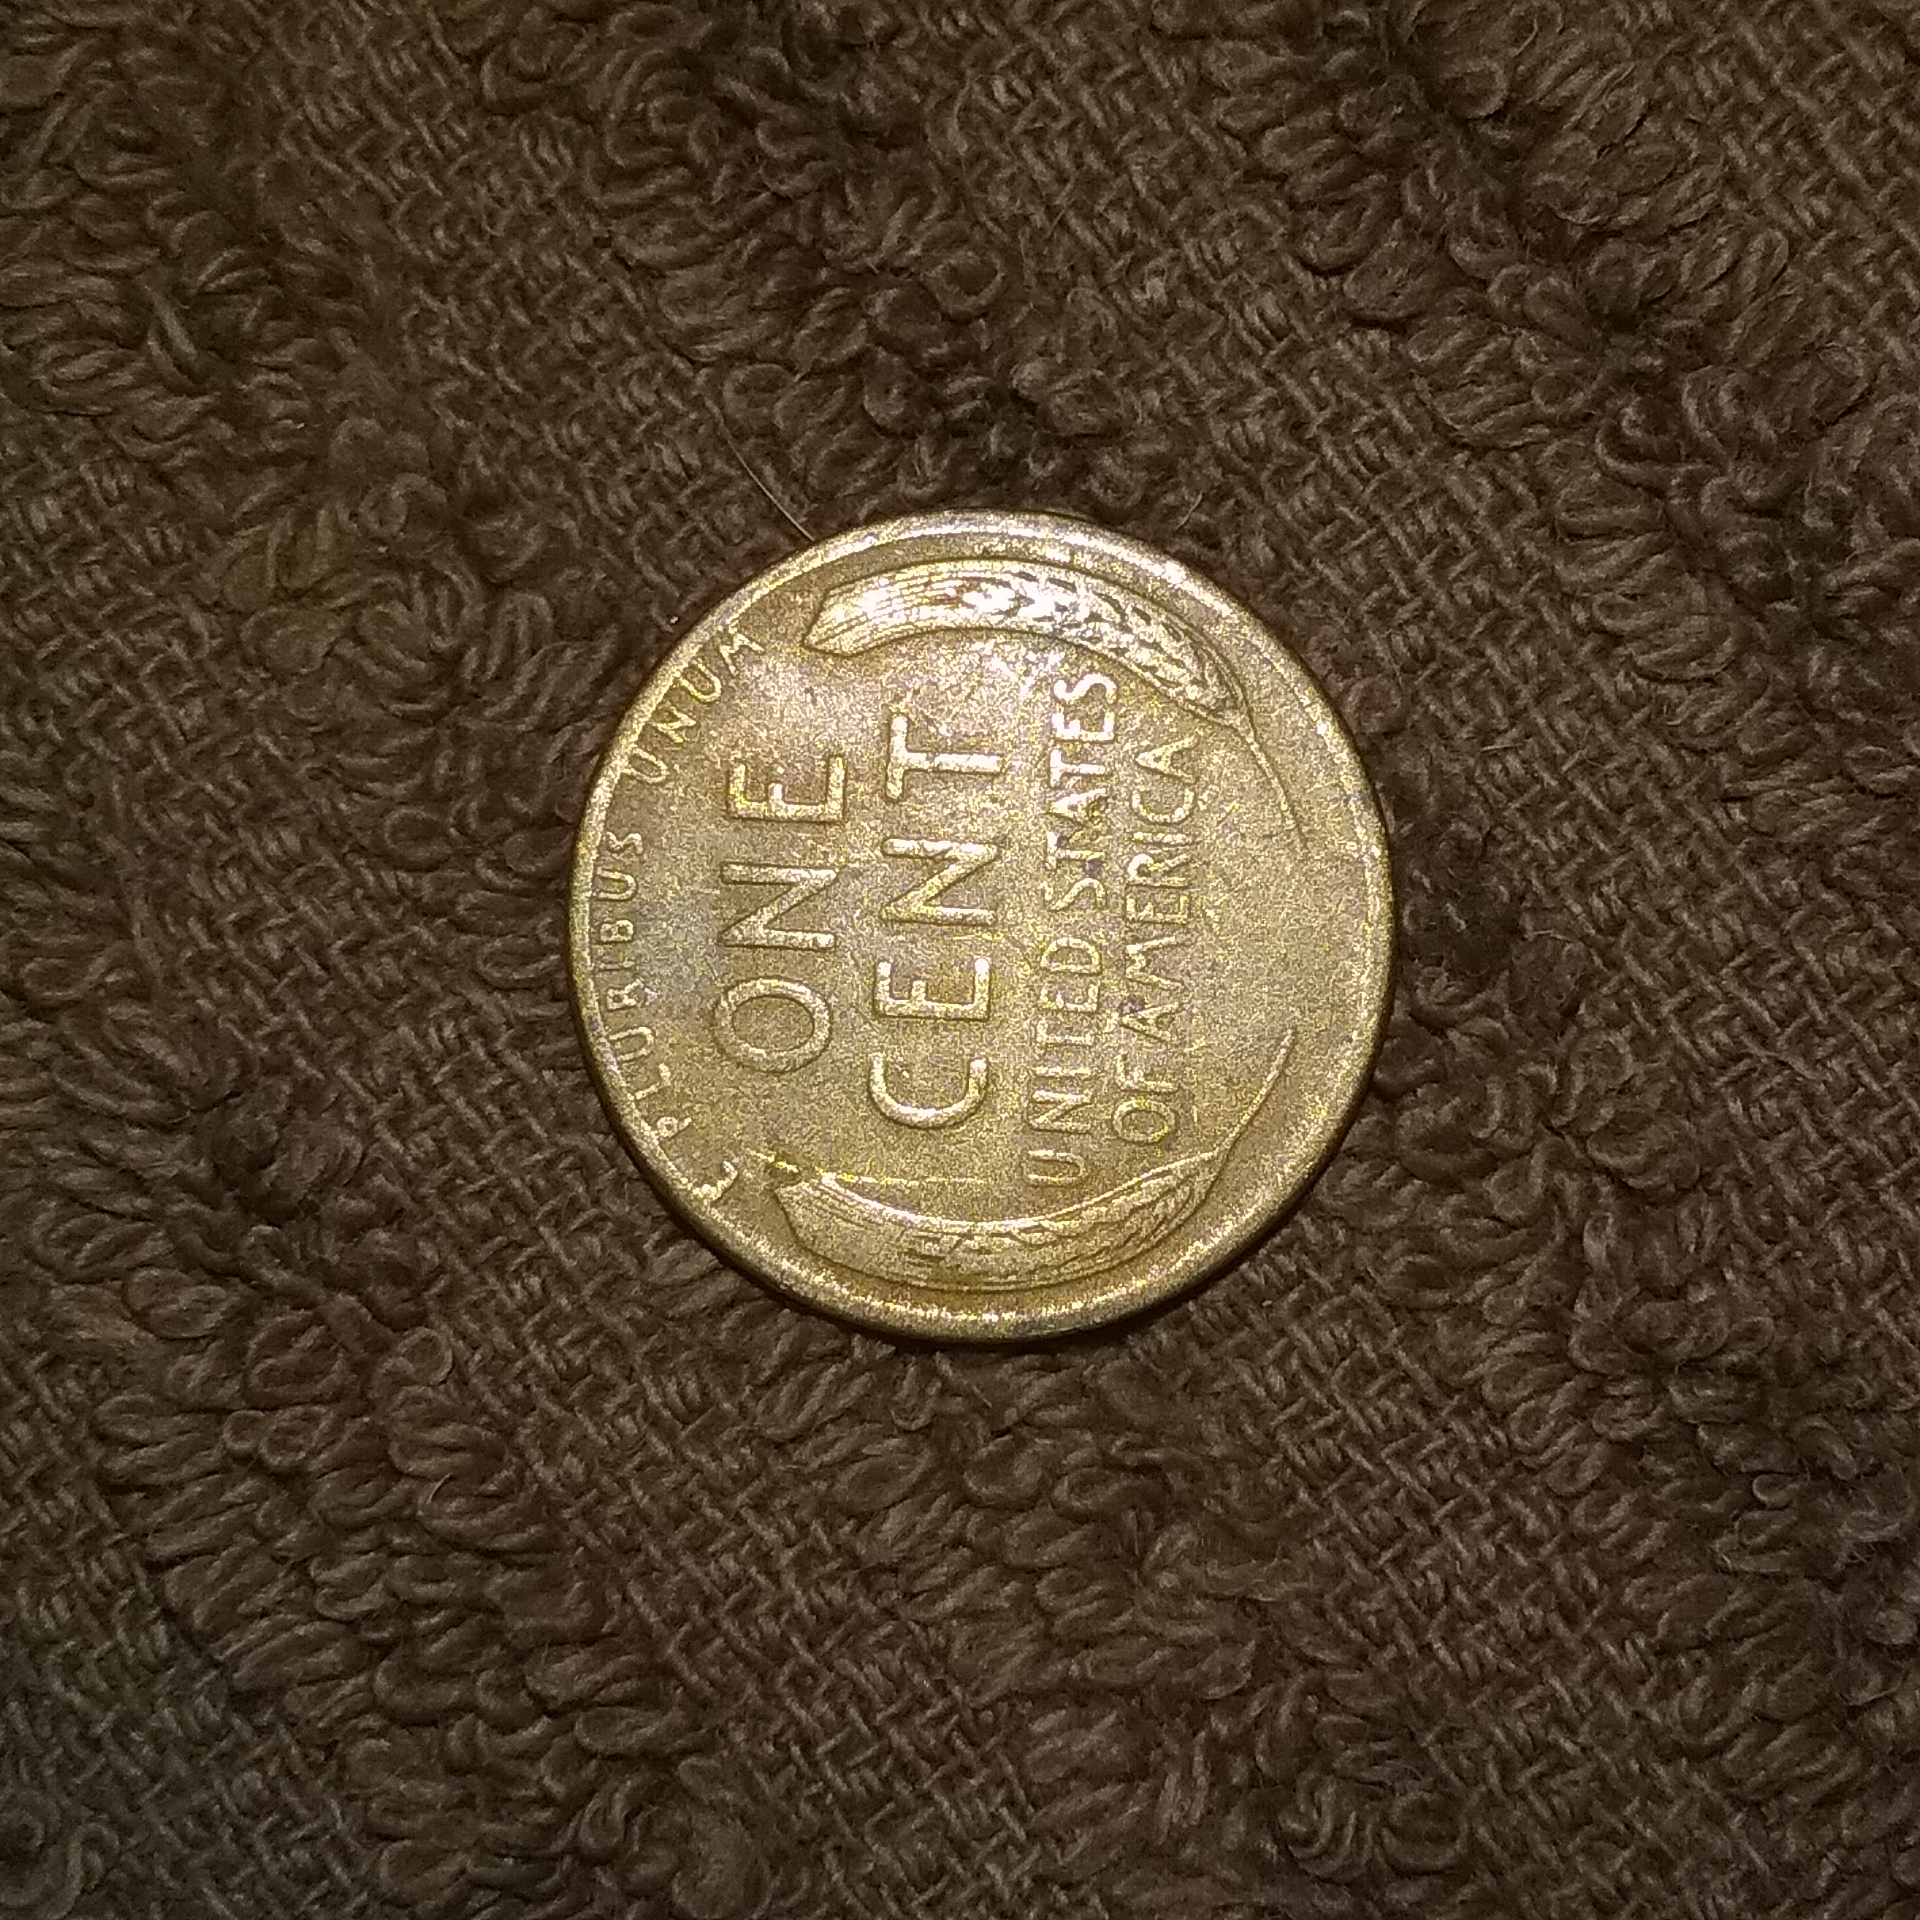 E PLURIBUS UNUM
ONE
CENT
UNITED STATES
OF AMERICA